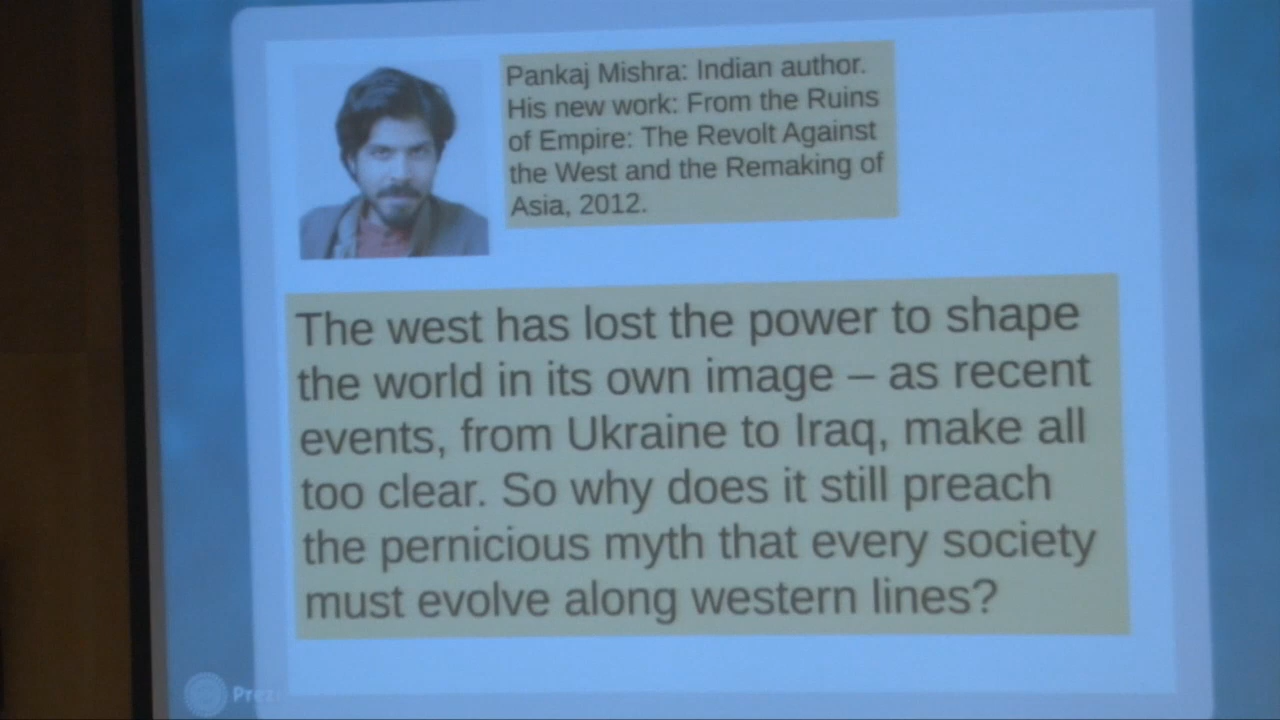 Pankaj Mishra: Indian author.
His new work: From the Ruins
of Empire: The Revolt Against
the West and the Remaking of
Asia, 2012.
The west has lost the power to shape
the world in its own image – as recent
events, from Ukraine to Iraq, make all
too clear. So why does it still preach
the pernicious myth that every society
must evolve along western lines?